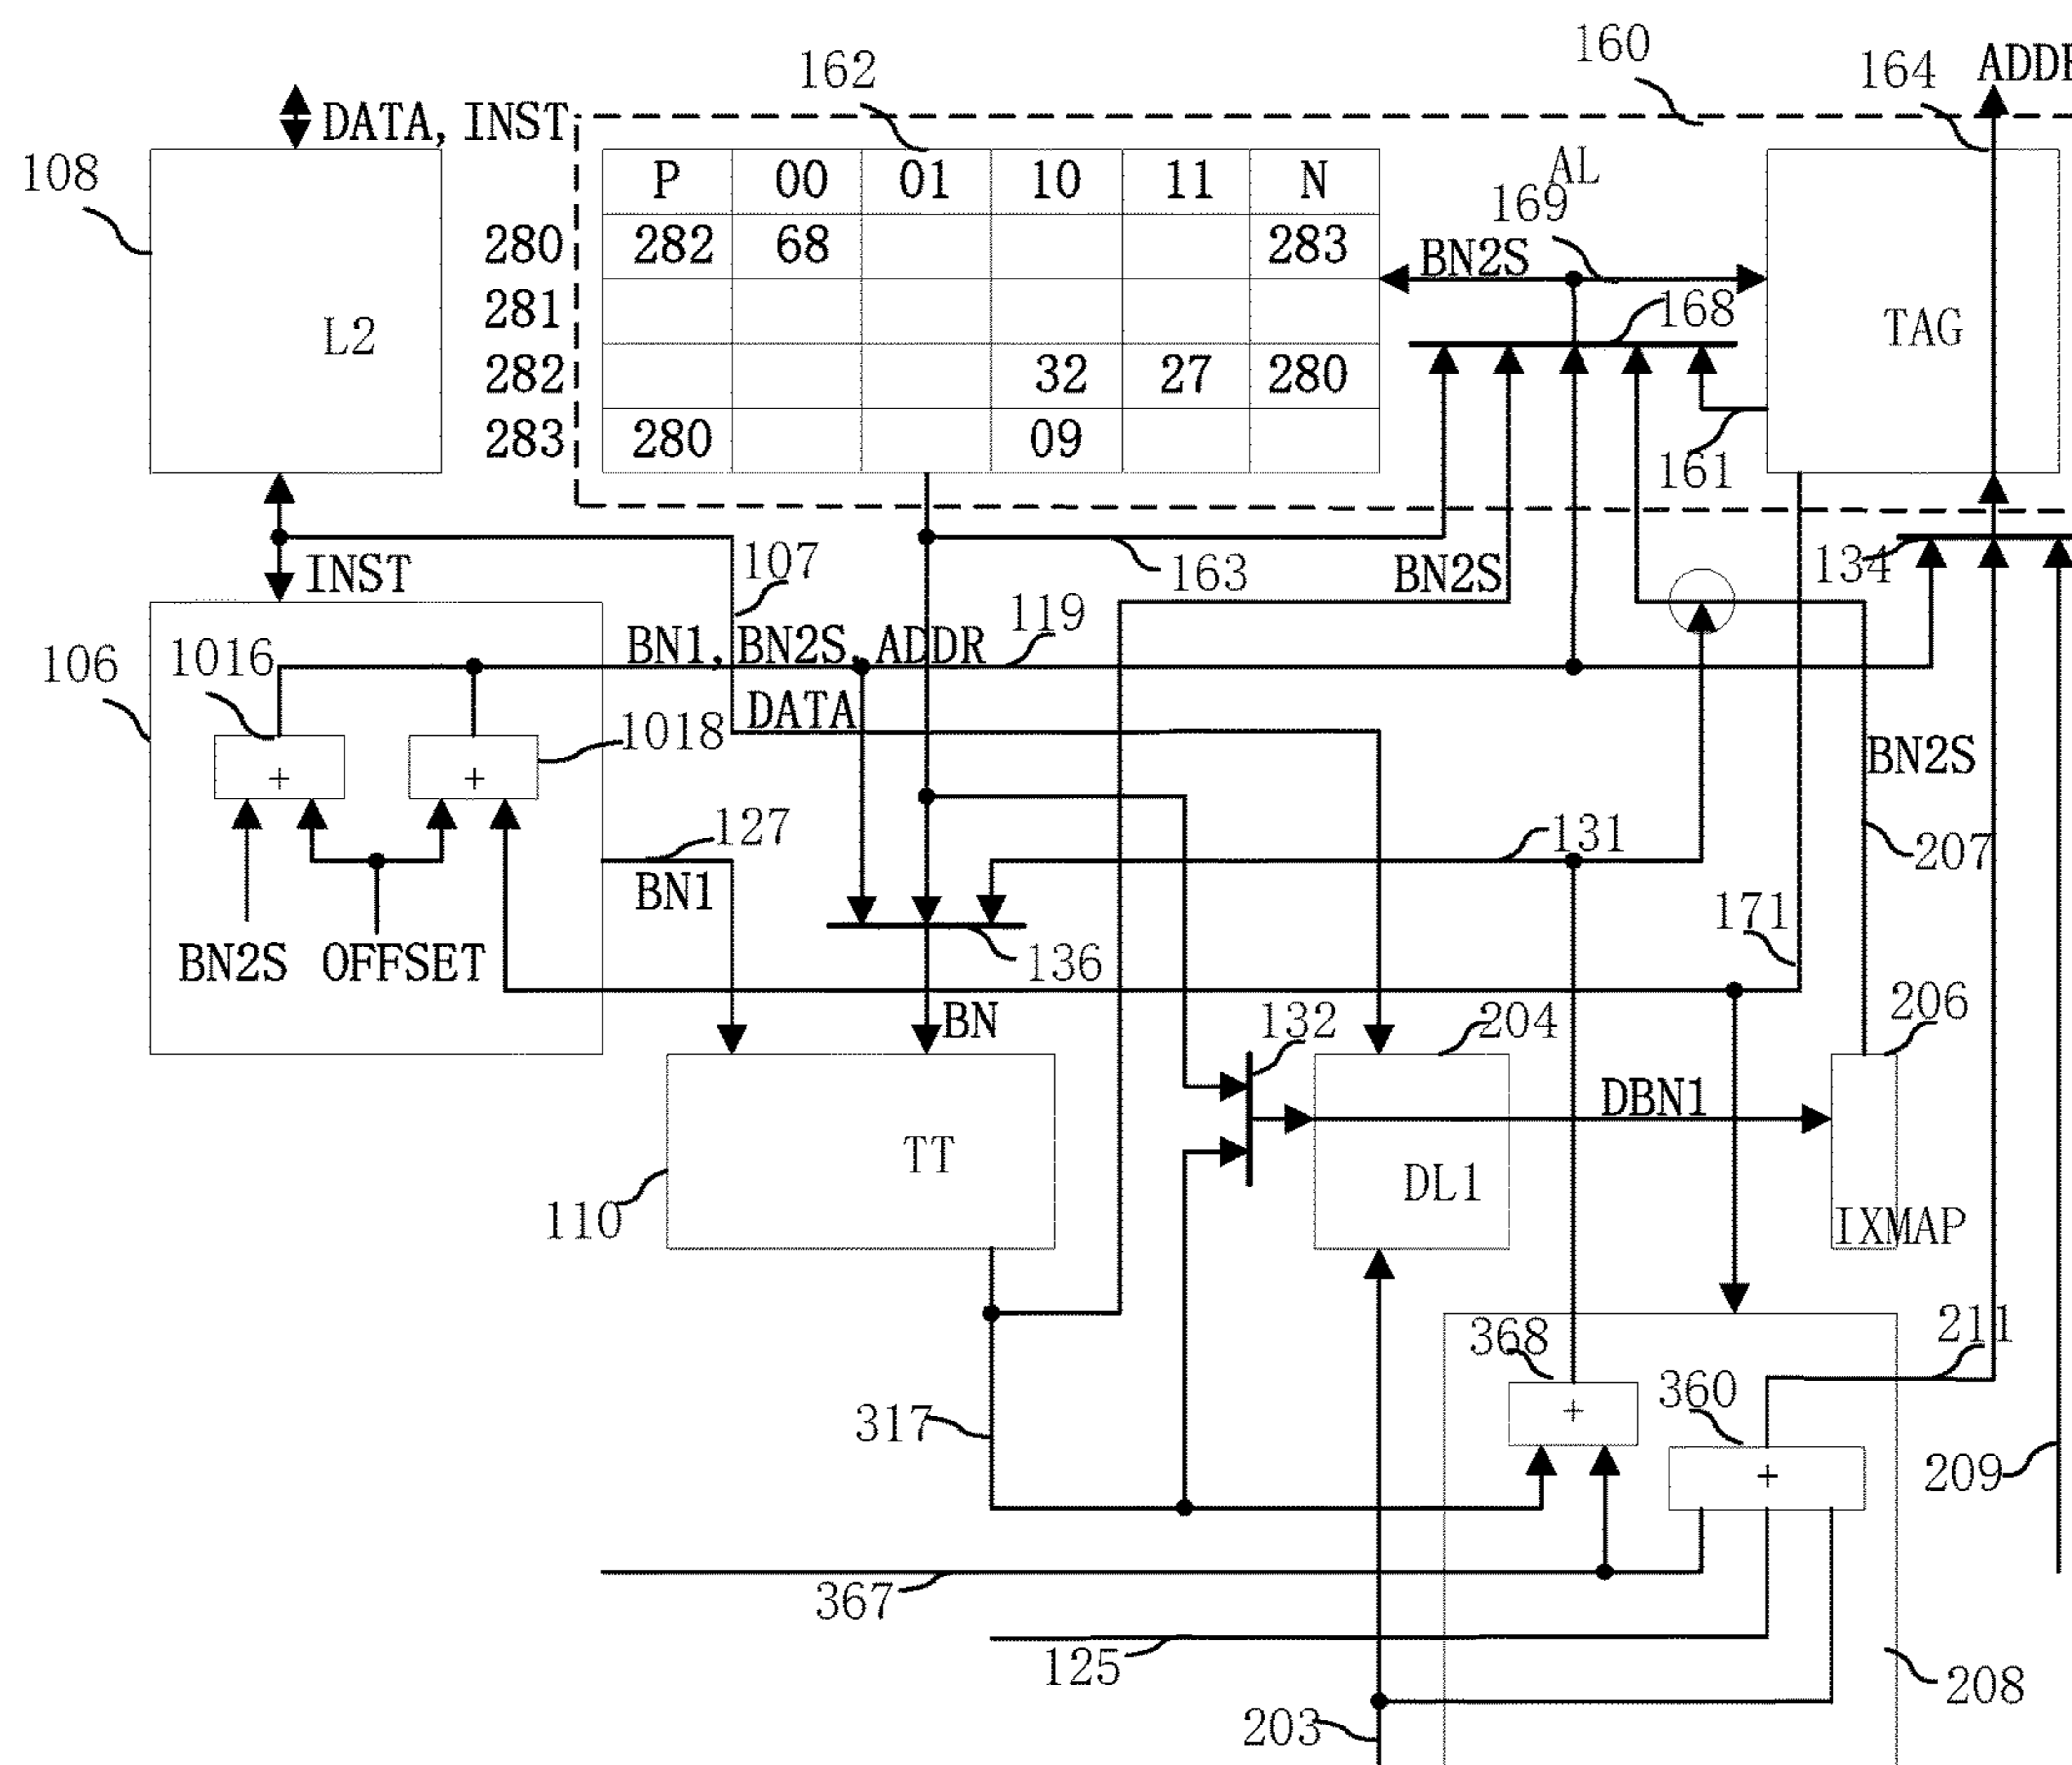 160
162
164
ADDR
DATA, INST
108
P 00 01 10 11 N
AL
169
280 282 68 283
BN2S
281
168
L2
TAG
282 32 27 280
283 280 09
161
107
INST
163
BN2S
134
119
BN1, BN2S, ADDR
106
1016
DATA
1018
BN2S
+
+
127
131
207
BN1
171
BN2S OFFSET
136
206
BN
132
204
DBN1
TT
DL1
110
IXMAP
211
368
360
+
317
+
209
367
125
208
203